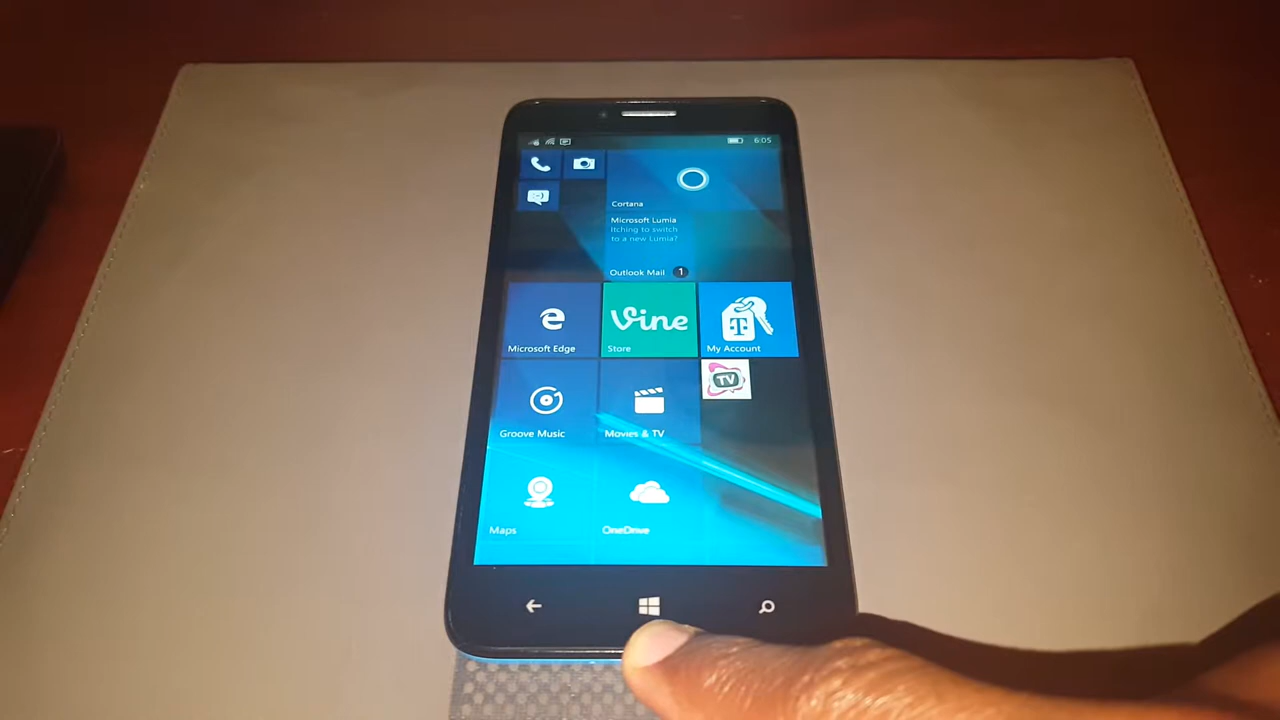 6:05
Cortana
Microsoft Lumia
Itching to switch
to a new Lumia?
Outlook Mail 1
e
Vine
T
Microsoft Edge
Store
My Account
TV
Groove Music
Movies & TV
Maps
OneDrive